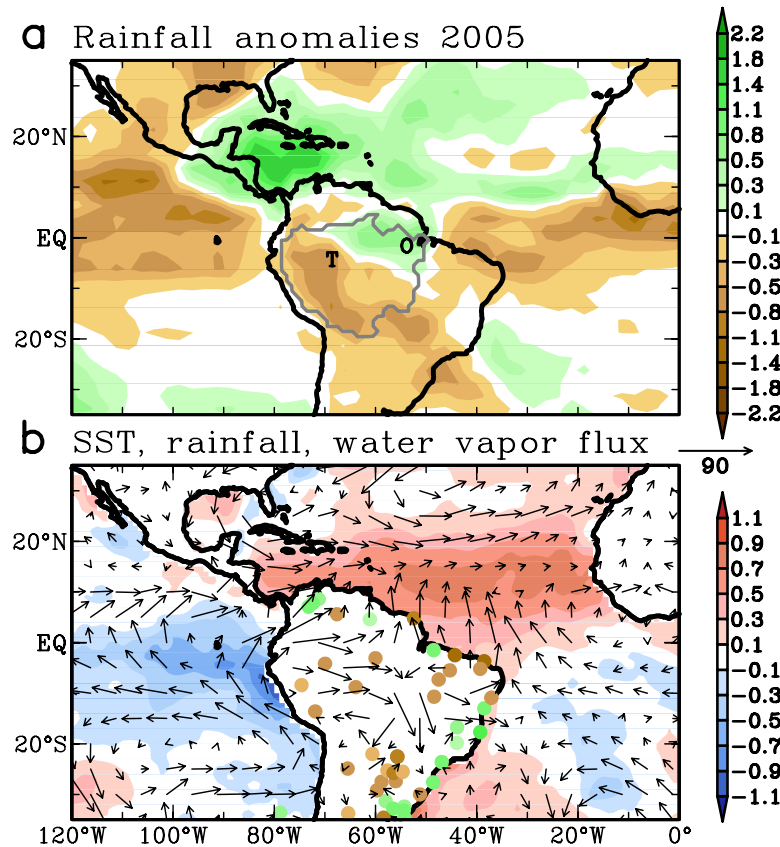 a Rainfall anomalies 2005
2.2
1.8
1.4
1.1
0.8
0.5
0.3
0.1
-0.1
-0.3
-0.5
-0.8
-1.1
-1.4
-1.8
-2.2
20°N
EQ
20°S
T
O
b SST, rainfall, water vapor flux
90
1.1
0.9
0.7
0.5
0.3
0.1
-0.1
-0.3
-0.5
-0.7
-0.9
-1.1
20°N
EQ
20°S
120°W 100°W 80°W 60°W 40°W 20°W 0°